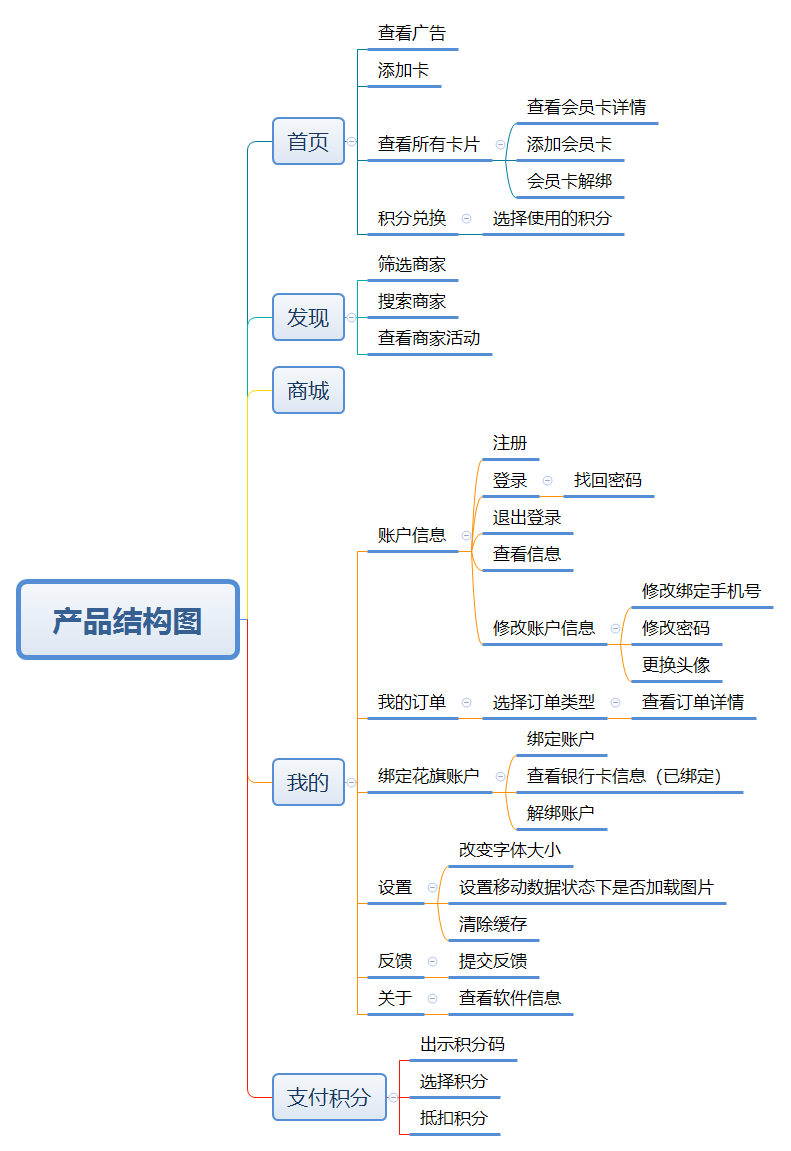 产品结构图
首页
查看广告
添加卡
查看所有卡片
查看会员卡详情
添加会员卡
会员卡解绑
积分兑换
选择使用的积分
发现
筛选商家
搜索商家
查看商家活动
商城
我的
账户信息
注册
登录
找回密码
退出登录
查看信息
修改账户信息
修改绑定手机号
修改密码
更换头像
我的订单
选择订单类型
查看订单详情
绑定花旗账户
绑定账户
查看银行卡信息（已绑定）
解绑账户
设置
改变字体大小
设置移动数据状态下是否加载图片
清除缓存
反馈
提交反馈
关于
查看软件信息
支付积分
出示积分码
选择积分
抵扣积分